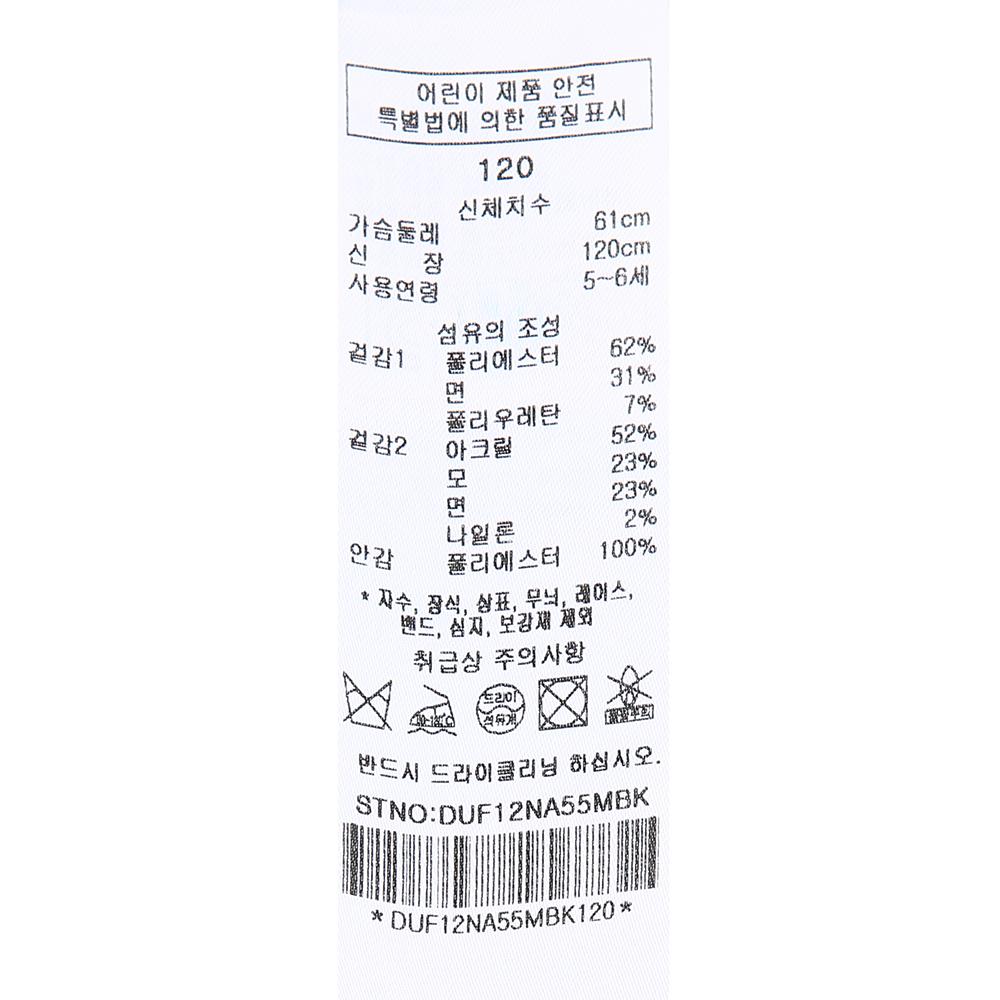 어린이 제품 안전
특별법에 의한 품질표시
120
신체치수
가슴둘레 61cm
신 장 120cm
사용연령 5~6세
섬유의 조성
겉감1 폴리에스터 62%
면 31%
폴리우레탄 7%
겉감2 아크릴 52%
모 23%
면 23%
나일론 2%
안감 폴리에스터 100%
* 자수, 장식, 상표, 무늬, 레이스,
밴드, 심지, 보강재 제외
취급상 주의사항
드라이
석유계
반드시 드라이클리닝 하십시오.
STNO:DUF12NA55MBK
*DUF12NA55MBK120*